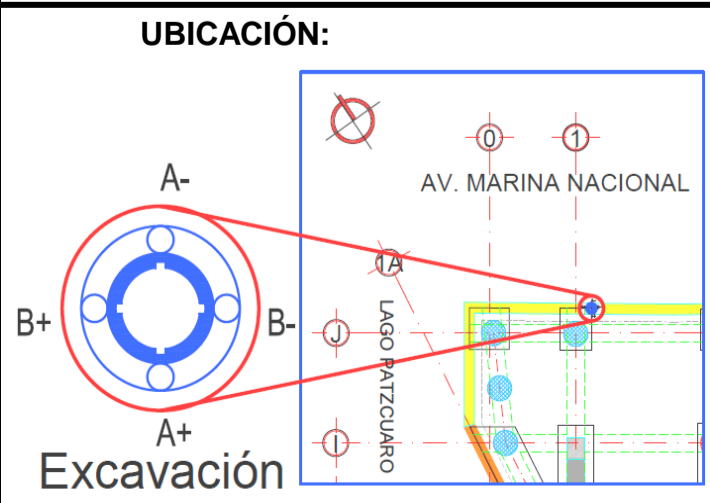 UBICACIÓN:
0
1
AV. MARINA NACIONAL
A-
1A
B+
B-
J
LAGO PATZCUARO
A+
I
Excavación